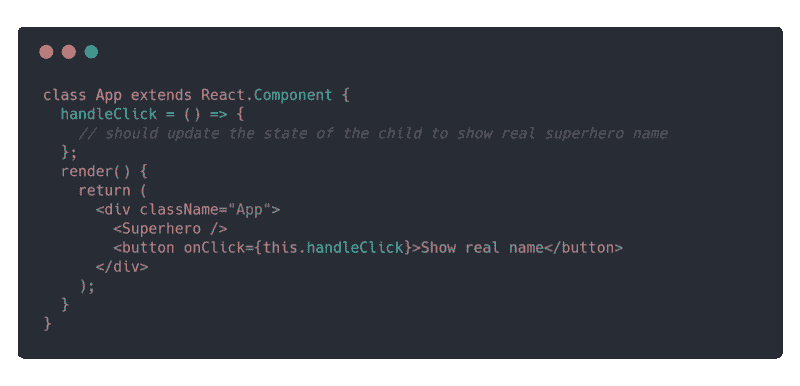 class App extends React.Component {
  handleClick = () => {
    // should update the state of the child to show real superhero name
  };
  render() {
    return (
      <div className="App">
        <Superhero />
        <button onClick={this.handleClick}>Show real name</button>
      </div>
    );
  }
}